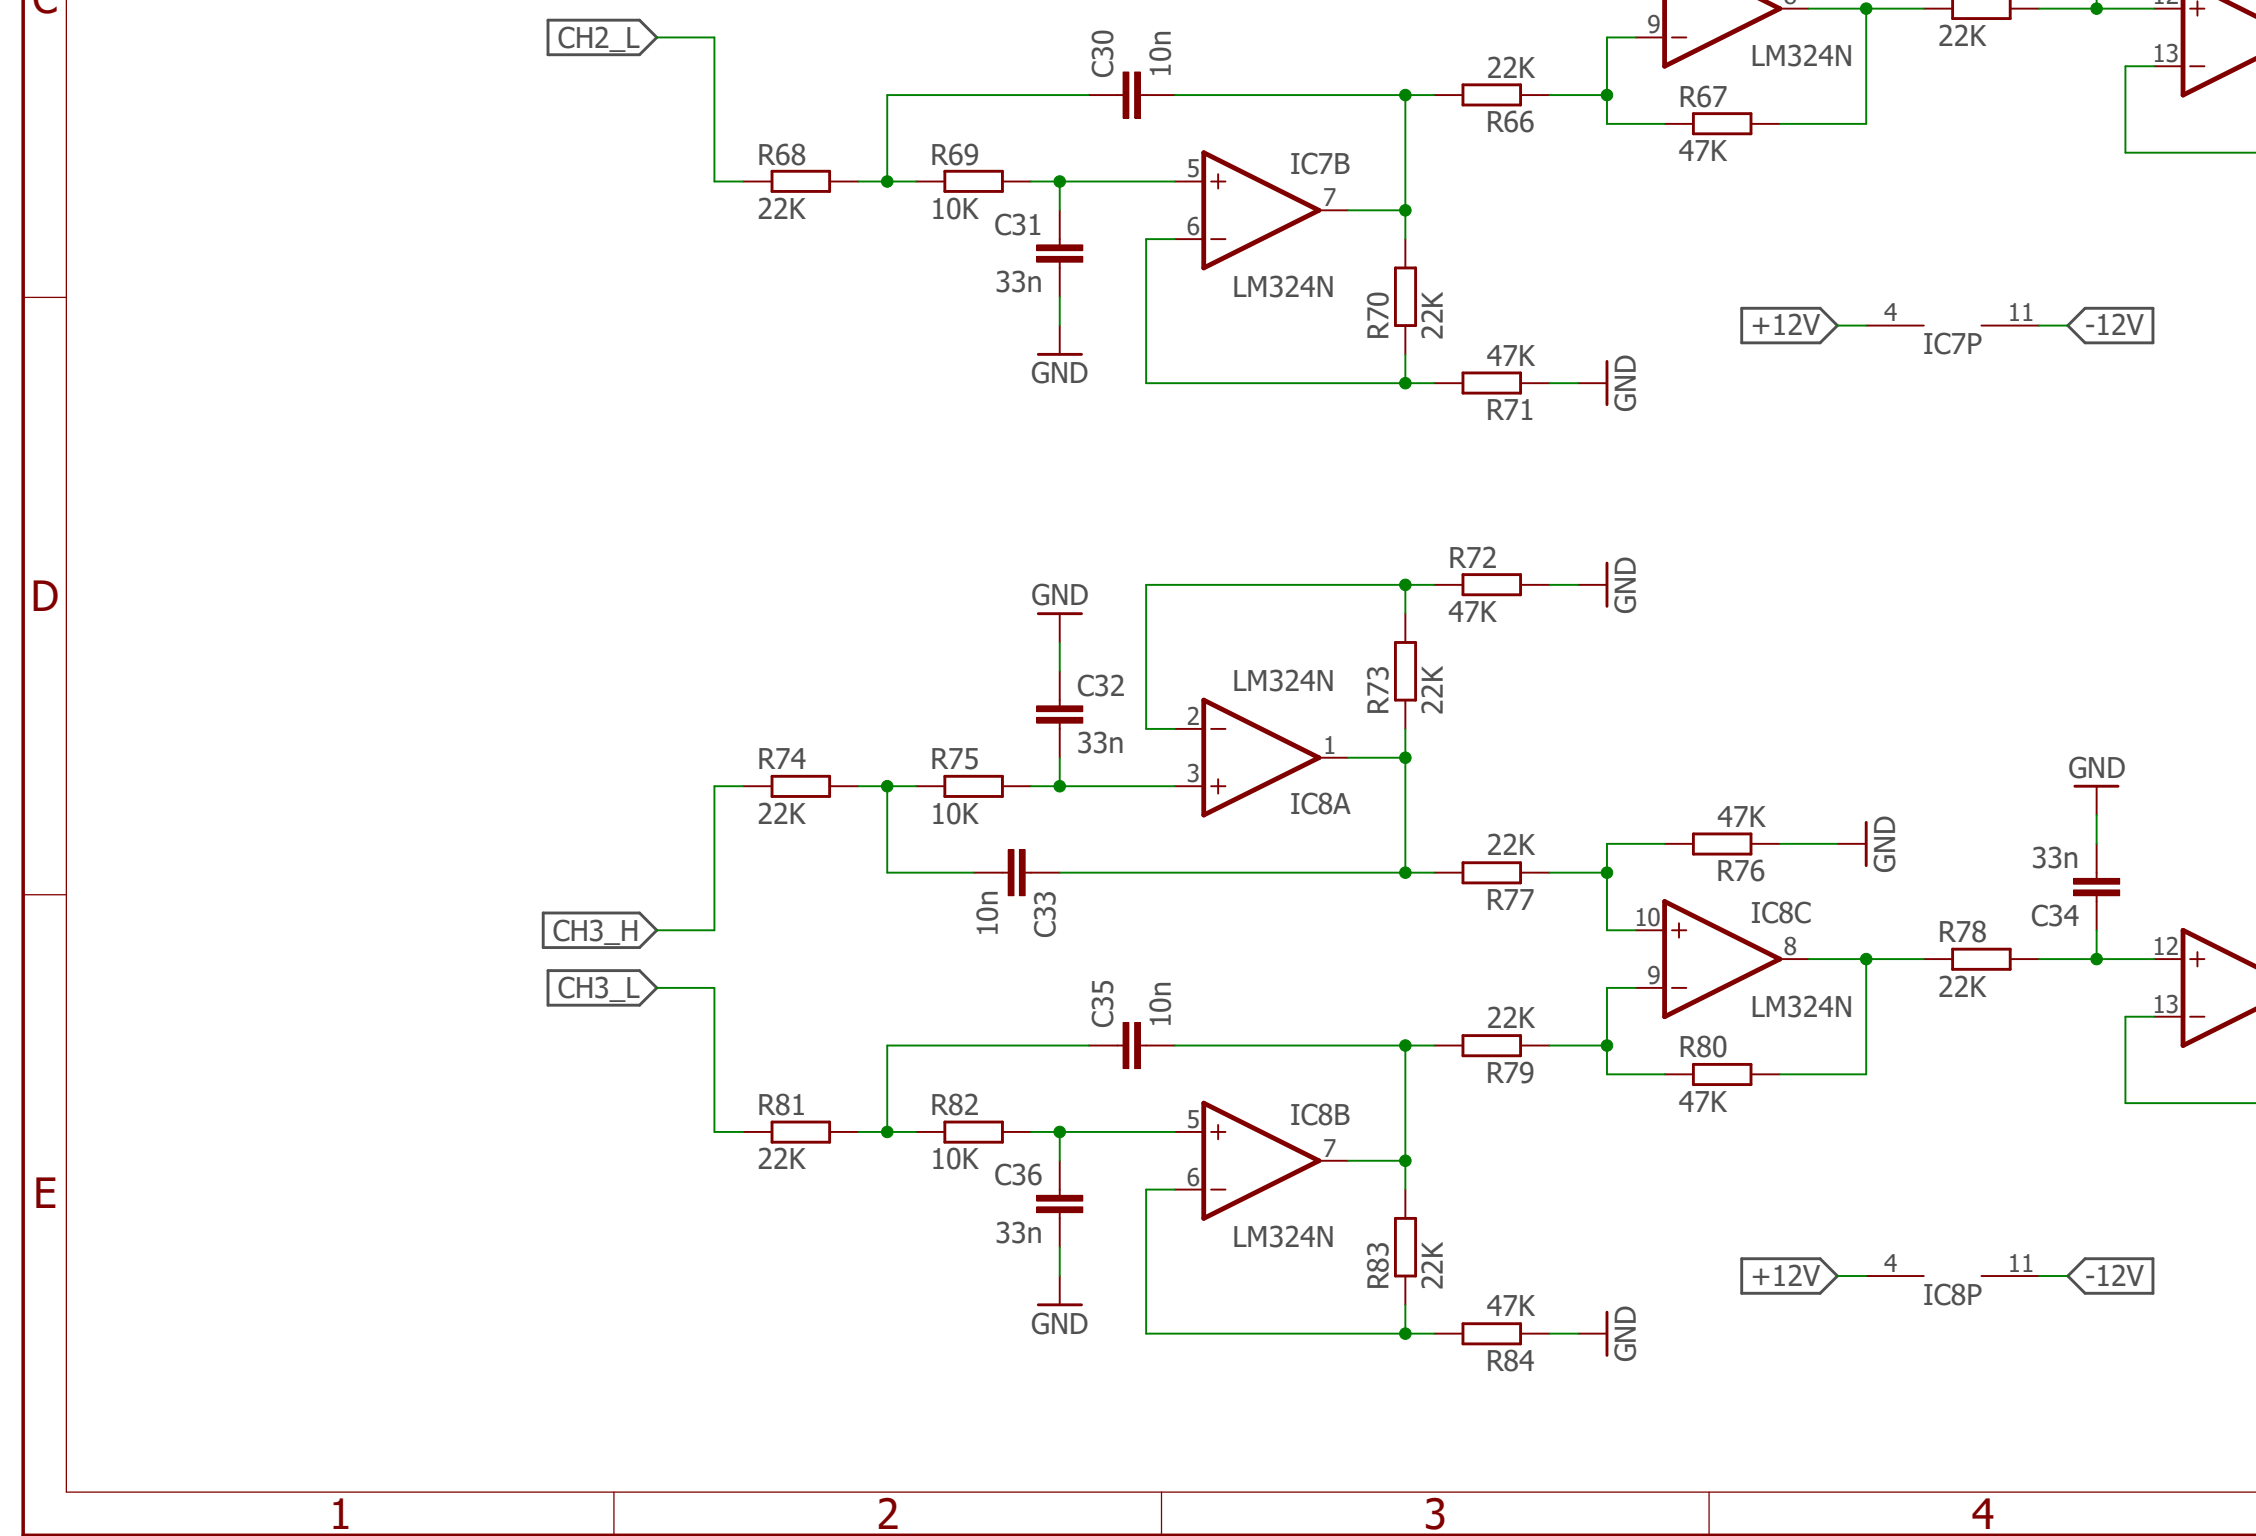 C
CH2_L
C30
10n
22K
R66
9
8
LM324N
R67
47K
22K
12
13
R68
22K
R69
10K
C31
33n
GND
5
6
7
IC7B
LM324N
R70
22K
47K
R71
GND
+12V
4
IC7P
11
-12V
D
GND
C32
33n
R72
47K
GND
LM324N
R73
22K
2
3
1
IC8A
R74
22K
R75
10K
10n
C33
CH3_H
CH3_L
22K
R77
47K
R76
GND
10
9
IC8C
8
LM324N
R78
22K
GND
33n
C34
12
13
C35
10n
22K
R79
R80
47K
R81
22K
R82
10K
C36
33n
GND
5
6
7
IC8B
LM324N
R83
22K
47K
R84
GND
+12V
4
IC8P
11
-12V
E
1
2
3
4